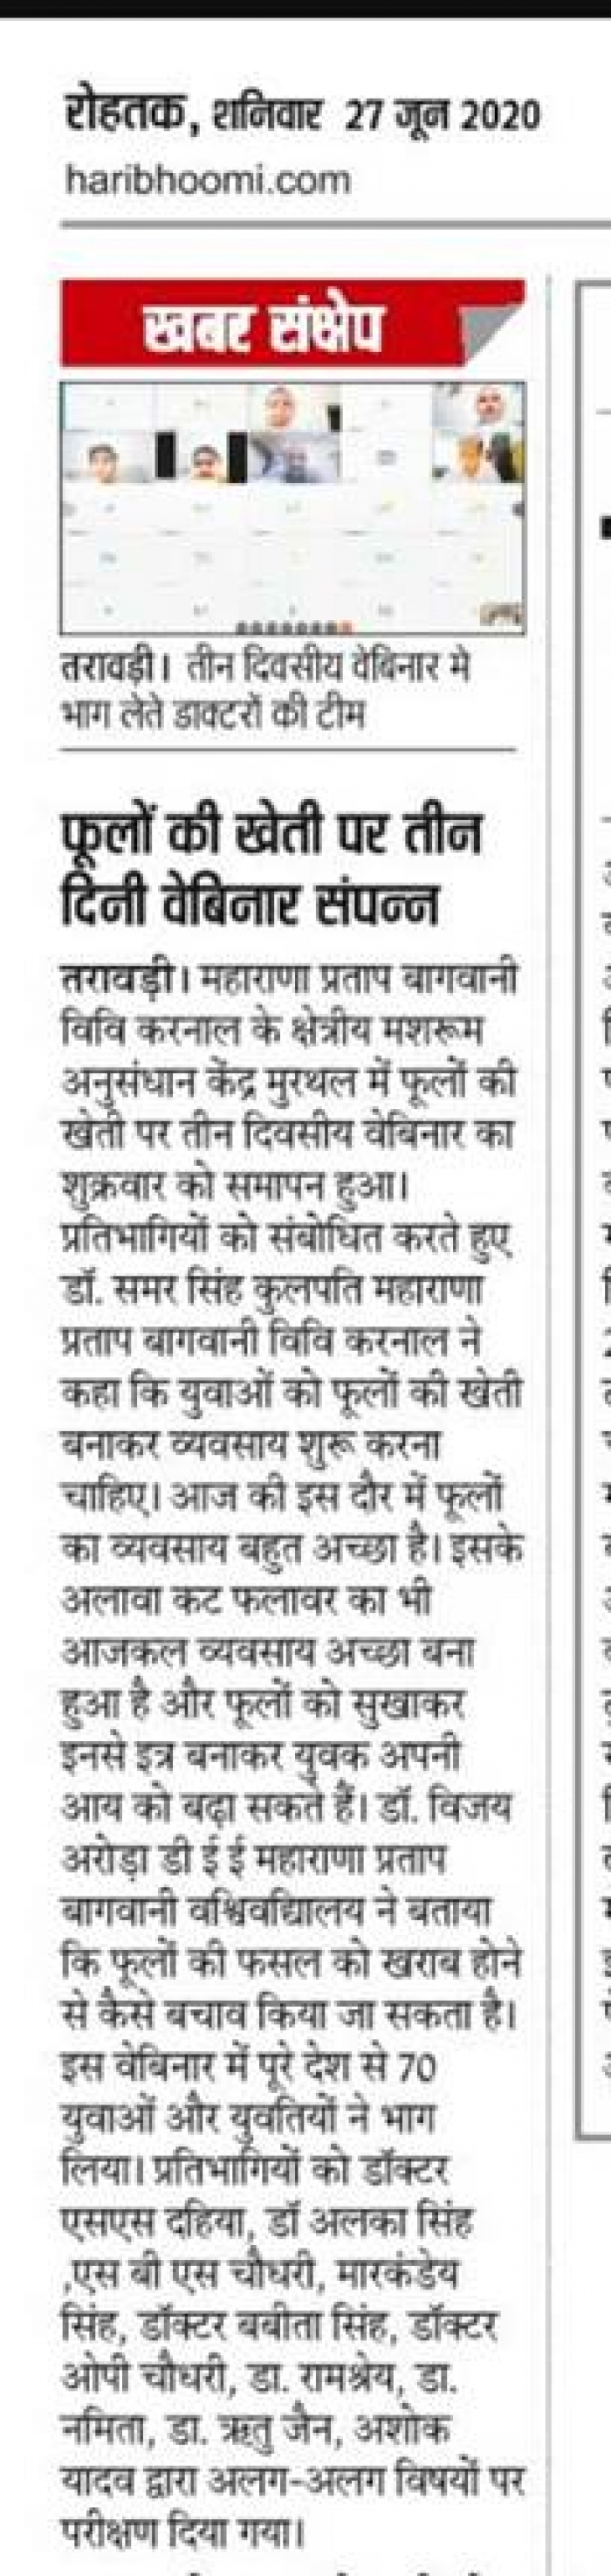 रोहतक, शनिवार 27 जून 2020
haribhoomi.com
खबर संक्षेप
तरावड़ी। तीन दिवसीय वेबिनार मे
भाग लेते डाक्टरों की टीम
फूलों की खेती पर तीन
दिनी वेबिनार संपन्न
तरावड़ी। महाराणा प्रताप बागवानी
विवि करनाल के क्षेत्रीय मशरूम
अनुसंधान केंद्र मुरथल में फूलों की
खेती पर तीन दिवसीय वेबिनार का
शुक्रवार को समापन हुआ।
प्रतिभागियों को संबोधित करते हुए
डॉ. समर सिंह कुलपति महाराणा
प्रताप बागवानी विवि करनाल ने
कहा कि युवाओं को फूलों की खेती
बनाकर व्यवसाय शुरू करना
चाहिए। आज की इस दौर में फूलों
का व्यवसाय बहुत अच्छा है। इसके
अलावा कट फलावर का भी
आजकल व्यवसाय अच्छा बना
हुआ है और फूलों को सुखाकर
इनसे इत्र बनाकर युवक अपनी
आय को बढ़ा सकते हैं। डॉ. विजय
अरोड़ा डी ई ई महाराणा प्रताप
बागवानी वश्विवद्यिालय ने बताया
कि फूलों की फसल को खराब होने
से कैसे बचाव किया जा सकता है।
इस वेबिनार में पूरे देश से 70
युवाओं और युवतियों ने भाग
लिया। प्रतिभागियों को डॉक्टर
एसएस दहिया, डॉ अलका सिंह
,एस बी एस चौधरी, मारकंडेय
सिंह, डॉक्टर बबीता सिंह, डॉक्टर
ओपी चौधरी, डा. रामश्रेय, डा.
नमिता, डा. ऋतु जैन, अशोक
यादव द्वारा अलग-अलग विषयों पर
परीक्षण दिया गया।